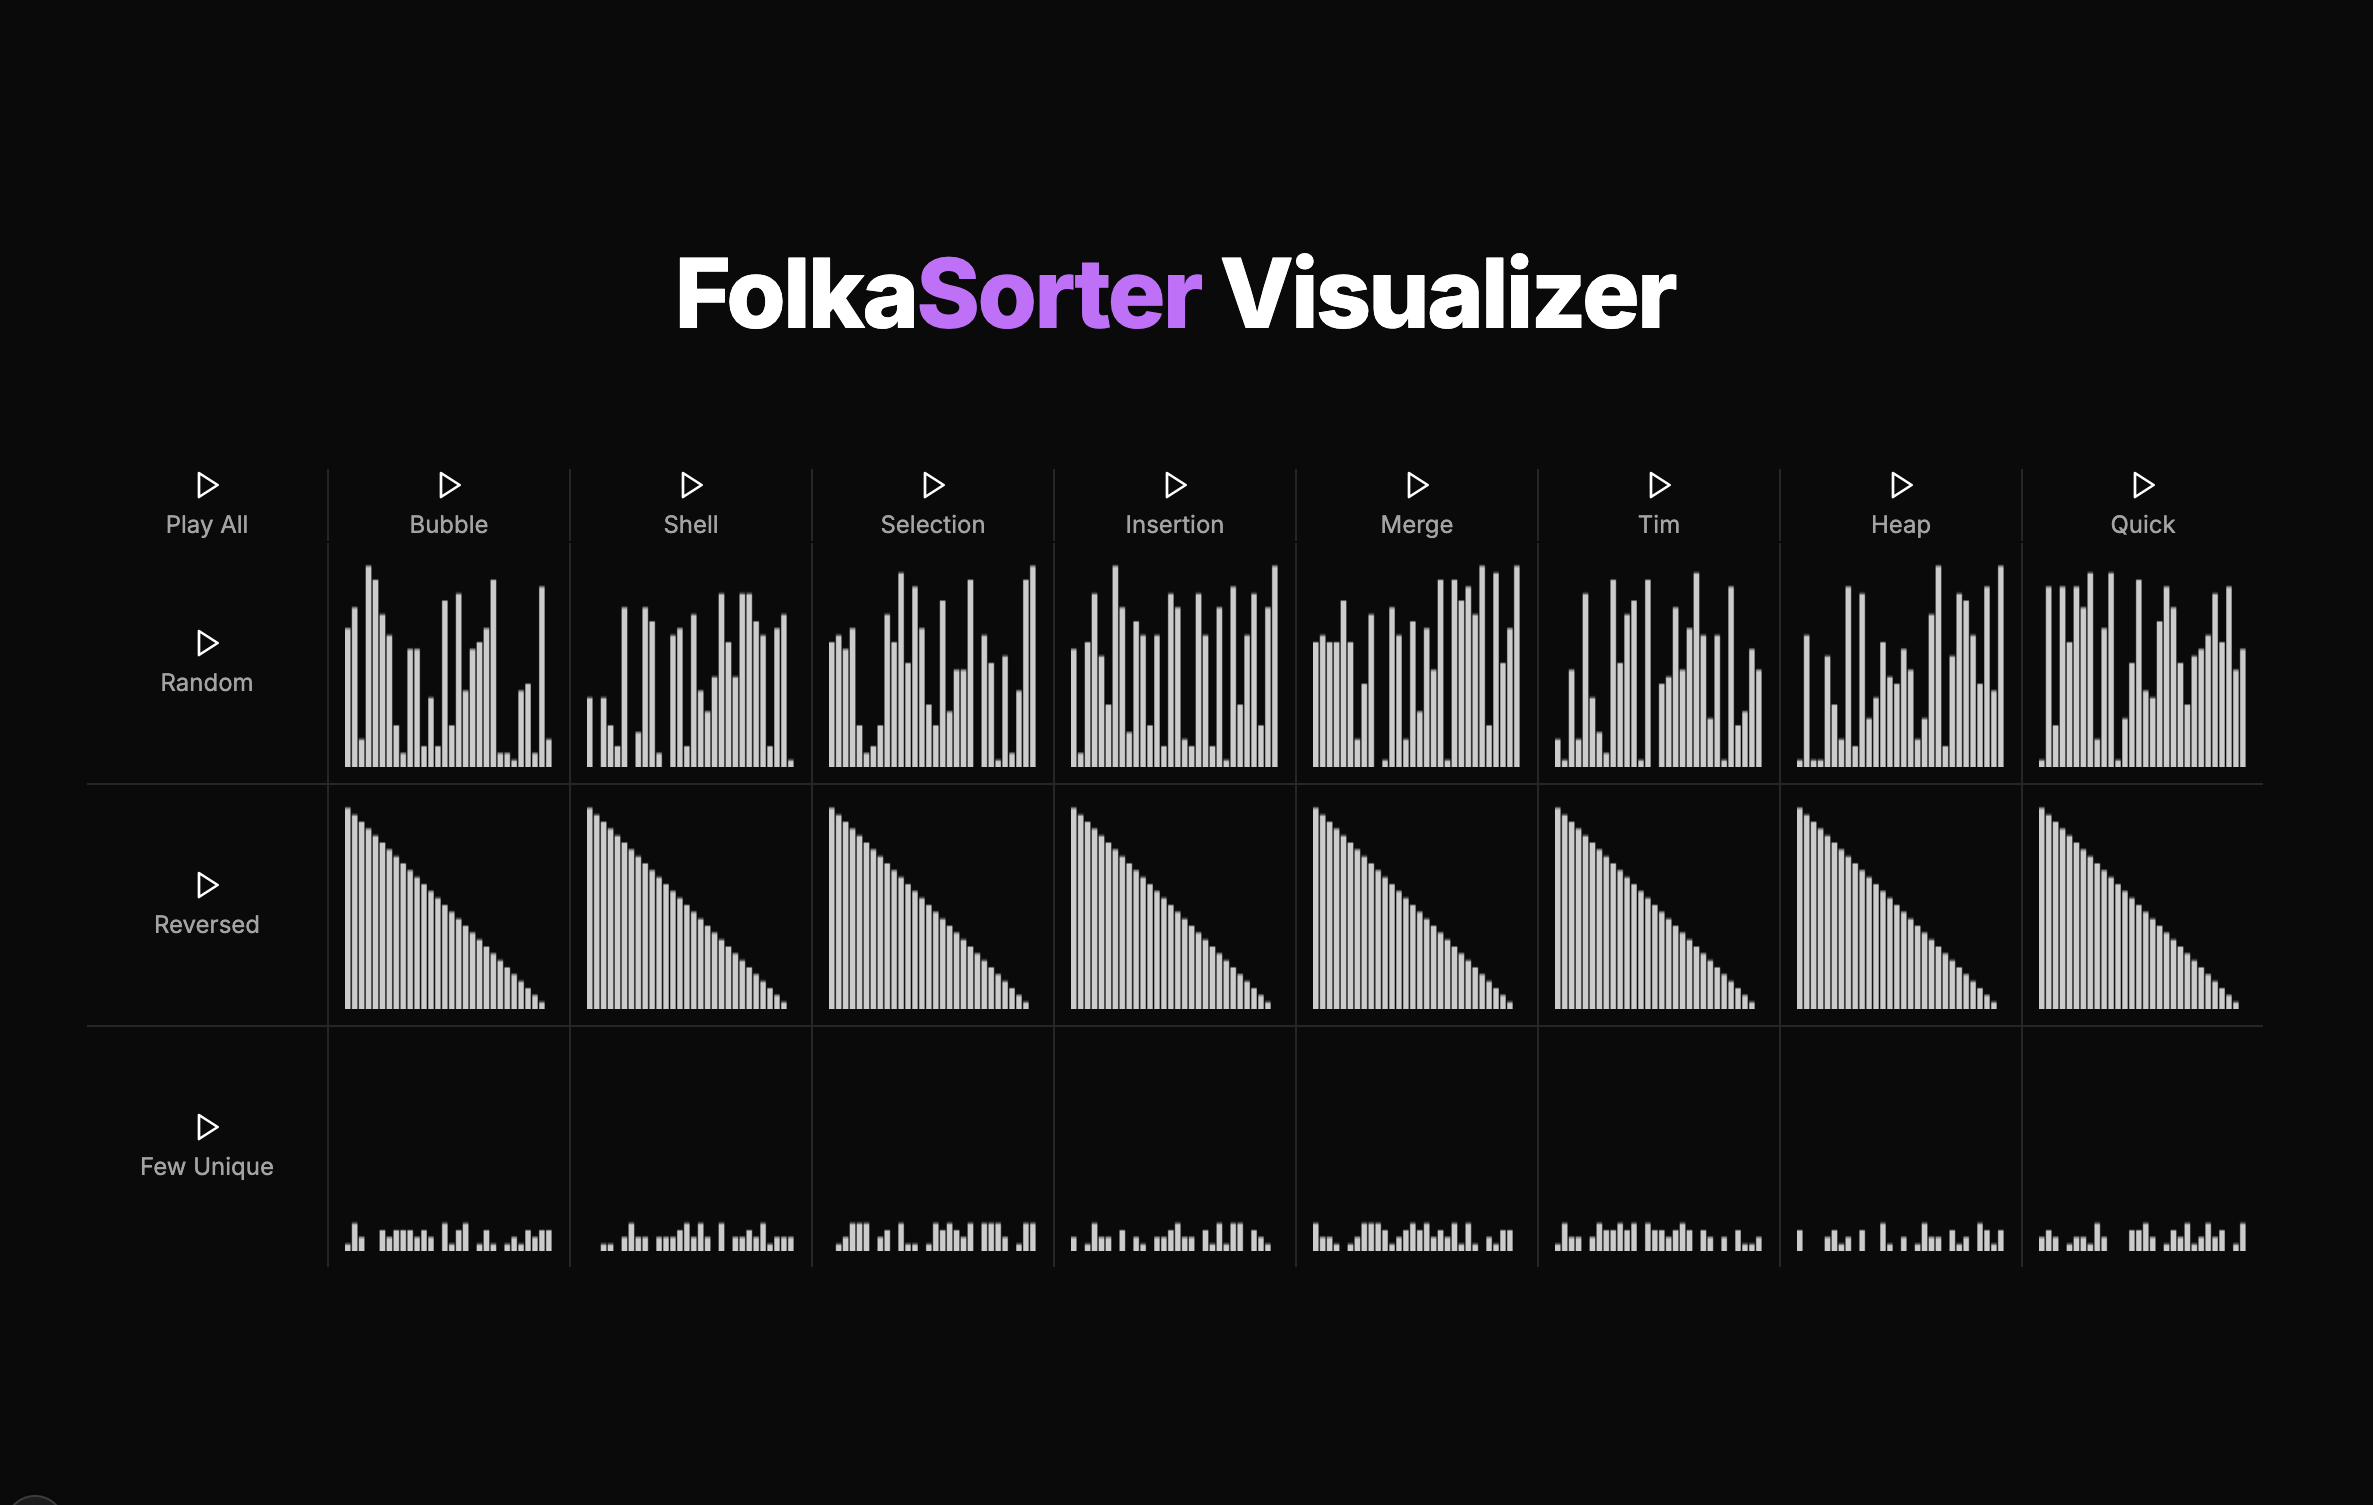 FolkaSorter Visualizer
Play All
Bubble
Shell
Selection
Insertion
Merge
Tim
Heap
Quick
Random
Reversed
Few Unique